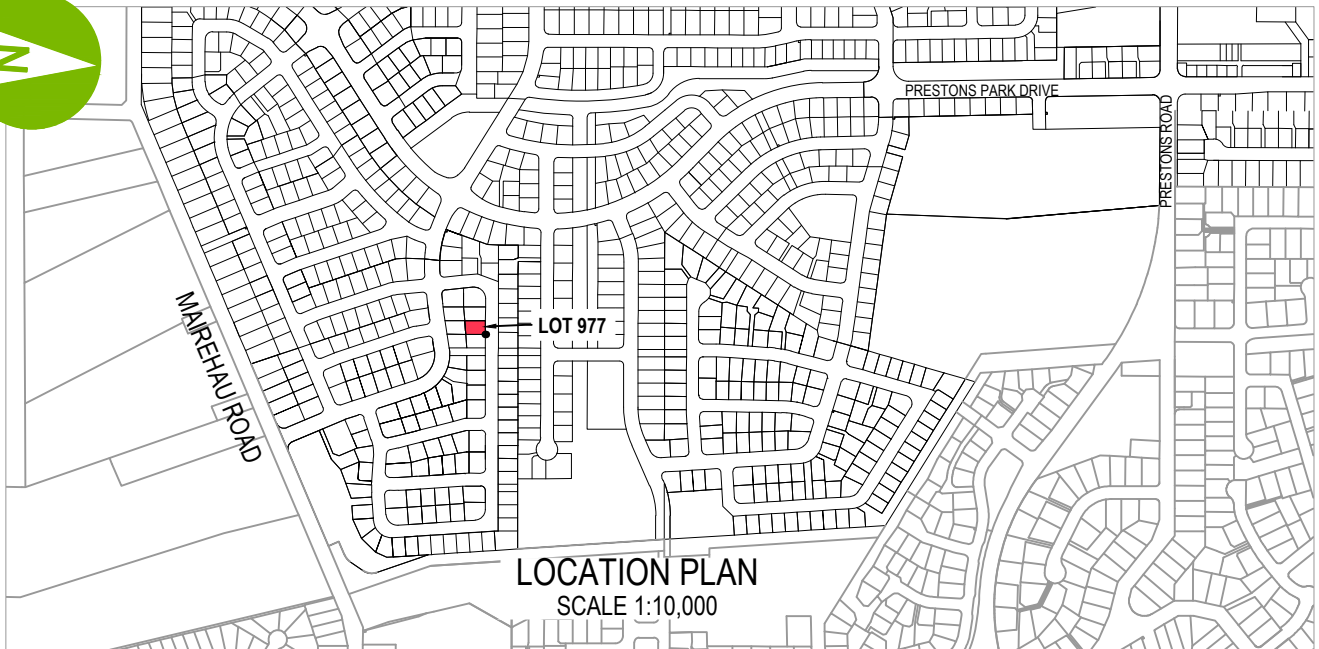 N
PRESTONS PARK DRIVE
PRESTONS ROAD
MAIREHAU ROAD
LOT 977
LOCATION PLAN
SCALE 1:10,000